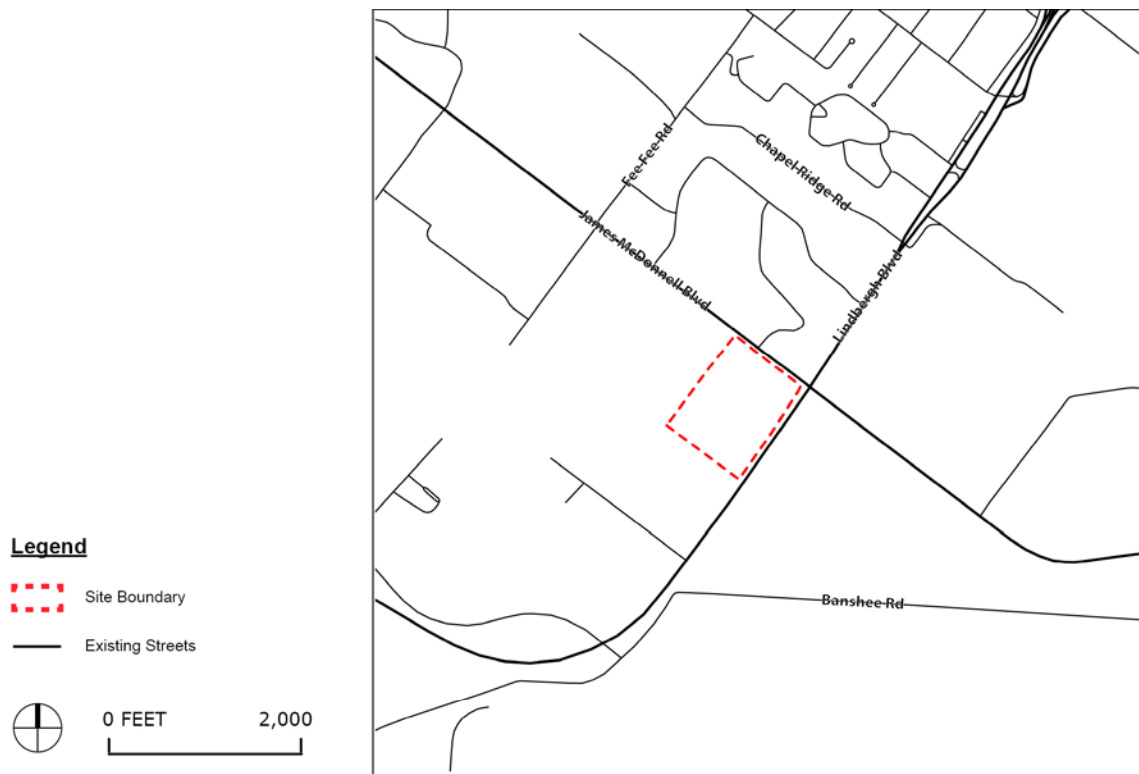 Fee Fee Rd
Chapel Ridge Rd
James McDonnell Blvd
Lindbergh Blvd
Banshee Rd
Legend
Site Boundary
Existing Streets
0 FEET 2,000